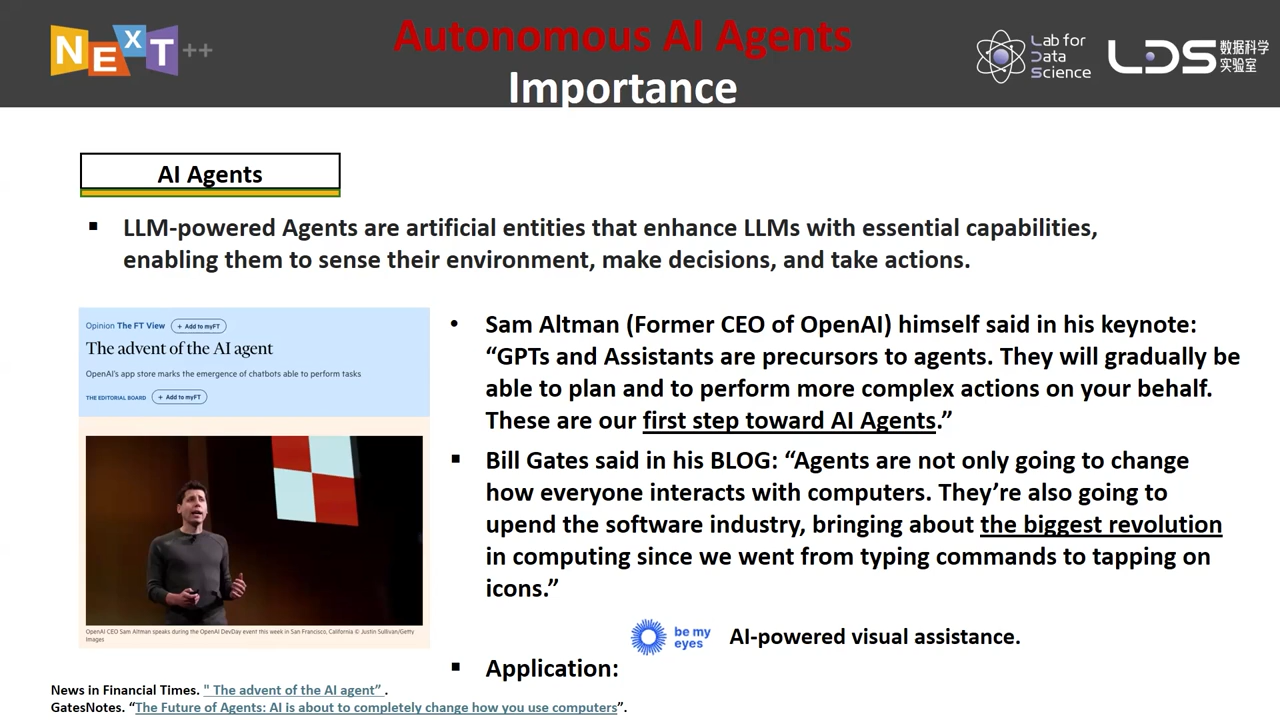 NExT++
Autonomous AI Agents
Importance
Lab for
Data
Science
LDS 数据科学
实验室
AI Agents
▪ LLM-powered Agents are artificial entities that enhance LLMs with essential capabilities,
enabling them to sense their environment, make decisions, and take actions.
Opinion The FT View + Add to myFT
The advent of the AI agent
OpenAI's app store marks the emergence of chatbots able to perform tasks
THE EDITORIAL BOARD + Add to myFT
OpenAI CEO Sam Altman speaks during the OpenAI DevDay event this week in San Francisco, California © Justin Sullivan/Getty
Images
• Sam Altman (Former CEO of OpenAI) himself said in his keynote:
“GPTs and Assistants are precursors to agents. They will gradually be
able to plan and to perform more complex actions on your behalf.
These are our first step toward AI Agents.”
▪ Bill Gates said in his BLOG: “Agents are not only going to change
how everyone interacts with computers. They’re also going to
upend the software industry, bringing about the biggest revolution
in computing since we went from typing commands to tapping on
icons.”
be my
eyes
AI-powered visual assistance.
▪ Application:
News in Financial Times. " The advent of the AI agent” .
GatesNotes. “The Future of Agents: AI is about to completely change how you use computers”.